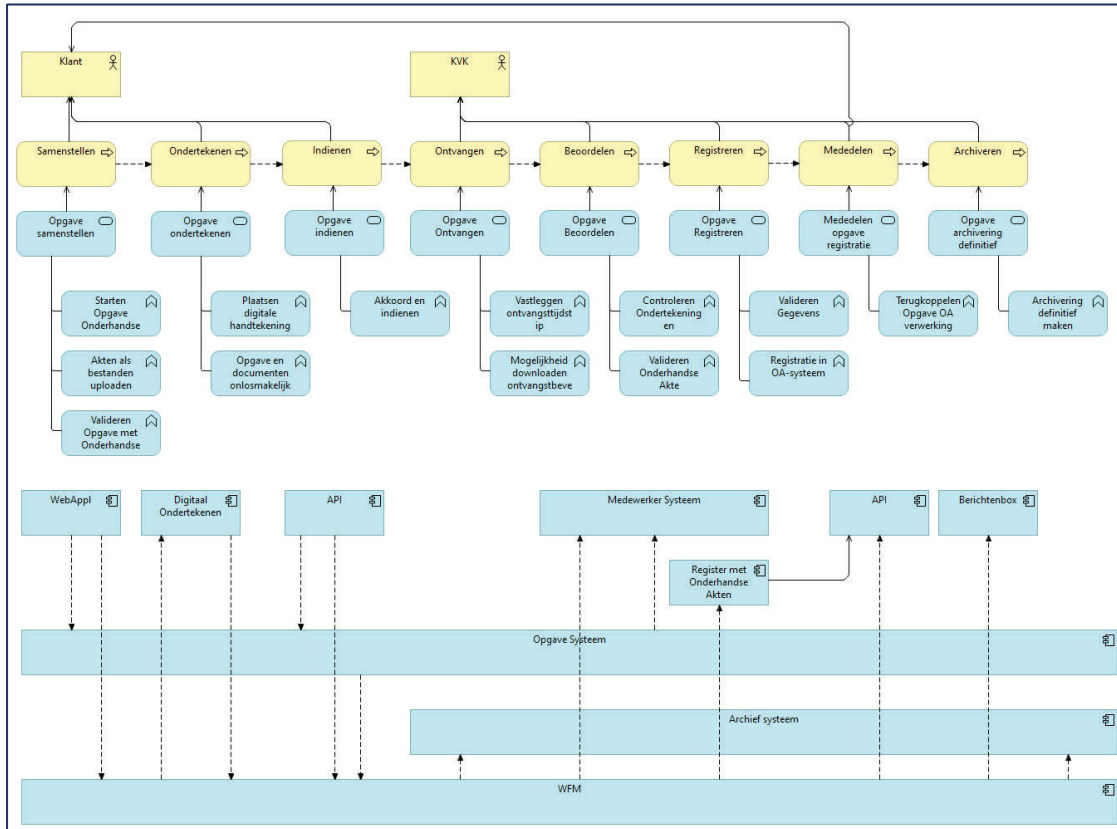 Klant
KVK
Samenstellen
Ondertekenen
Indienen
Ontvangen
Beoordelen
Registreren
Mededelen
Archiveren
Opgave
samenstellen
Opgave
ondertekenen
Opgave
indienen
Opgave
Ontvangen
Opgave
Beoordelen
Opgave
Registreren
Mededelen
opgave
registratie
Opgave
archivering
definitief
Starten
Opgave
Onderhandse
Plaatsen
digitale
handtekening
Akkoord en
indienen
Vastleggen
ontvangsttijdst
ip
Controleren
Ondertekening
en
Valideren
Gegevens
Terugkoppelen
Opgave OA
verwerking
Archivering
definitief
maken
Akten als
bestanden
uploaden
Opgave en
documenten
onlosmakelijk
Mogelijkheid
downloaden
ontvangstbeve
Valideren
Onderhandse
Akte
Registratie in
OA-systeem
Valideren
Opgave met
Onderhandse
WebAppl
Digitaal
Ondertekenen
API
Medewerker Systeem
API
Berichtenbox
Register met
Onderhandse
Akten
Opgave Systeem
Archief systeem
WFM